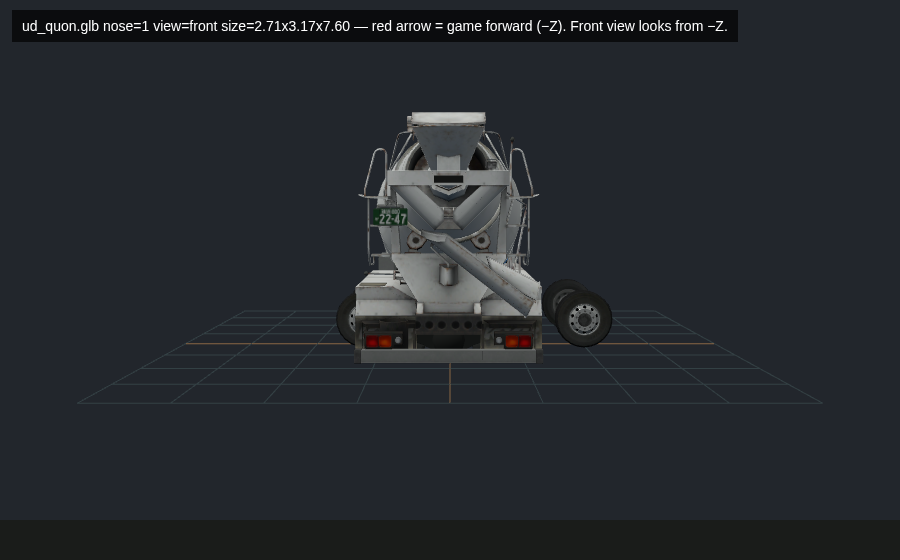 ud_quon.glb nose=1 view=front size=2.71x3.17x7.60 — red arrow = game forward (−Z). Front view looks from −Z.
22-47